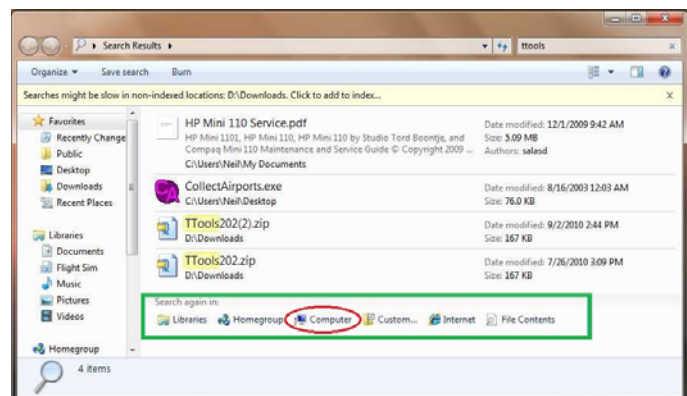 Search Results
ttools
Organize Save search Burn
Searches might be slow in non-indexed locations: D:\Downloads. Click to add to index...
Favorites
Recently Change
Public
Desktop
Downloads
Recent Places
Libraries
Documents
Flight Sim
Music
Pictures
Videos
Homegroup
HP Mini 110 Service.pdf
HP Mini 1101, HP Mini 110, HP Mini 110 by Studio Tord Boontje, and
Compaq Mini 110 Maintenance and Service Guide © Copyright 2009 ...
C:\Users\Neil\My Documents
Date modified: 12/1/2009 9:42 AM
Size: 5.09 MB
Authors: salasd
CollectAirports.exe
C:\Users\Neil\Desktop
Date modified: 8/16/2003 12:03 AM
Size: 76.0 KB
TTools202(2).zip
D:\Downloads
Date modified: 9/2/2010 2:44 PM
Size: 167 KB
TTools202.zip
D:\Downloads
Date modified: 7/26/2010 3:09 PM
Size: 167 KB
Search again in:
Libraries Homegroup Computer Custom... Internet File Contents
4 items